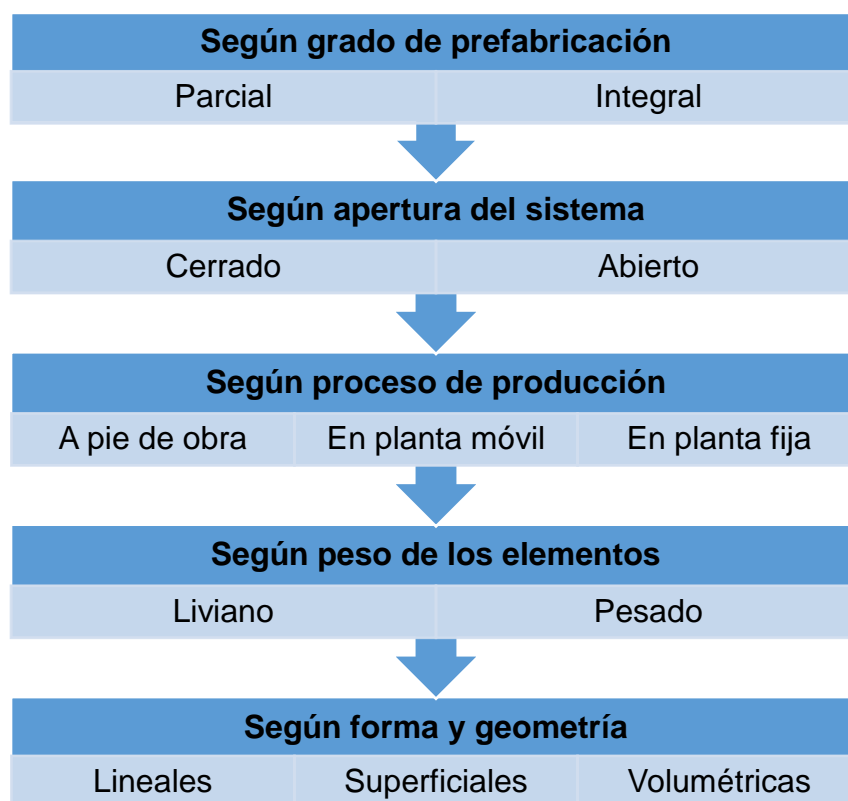 Según grado de prefabricación
Parcial Integral
Según apertura del sistema
Cerrado Abierto
Según proceso de producción
A pie de obra En planta móvil En planta fija
Según peso de los elementos
Liviano Pesado
Según forma y geometría
Lineales Superficiales Volumétricas